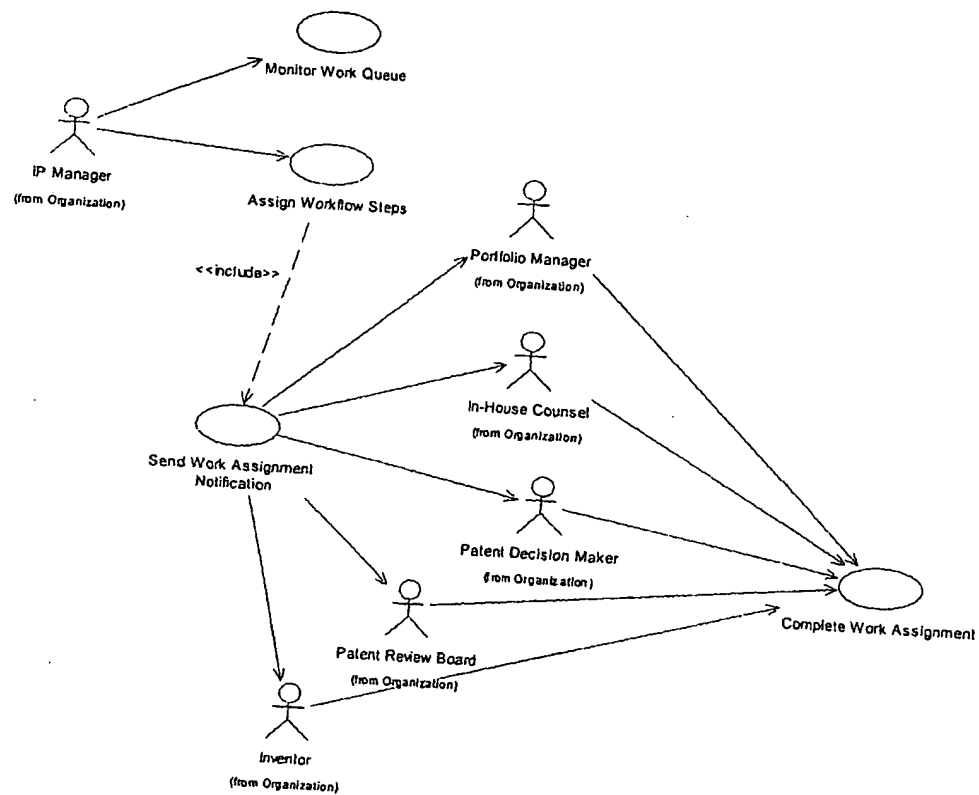 Monitor Work Queue
IP Manager
(from Organization)
Assign Workflow Steps
<<include>>
Portfolio Manager
(from Organization)
In-House Counsel
(from Organization)
Send Work Assignment
Notification
Patent Decision Maker
(from Organization)
Complete Work Assignment
Patent Review Board
(from Organization)
Inventor
(from Organization)